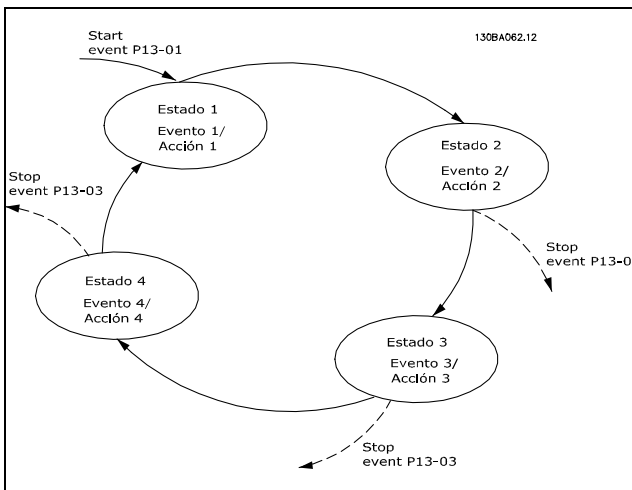 Start
event P13-01
130BA062.12
Estado 1
Evento 1/
Acción 1
Estado 2
Evento 2/
Acción 2
Stop
event P13-03
Stop
event P13-0
Estado 4
Evento 4/
Acción 4
Estado 3
Evento 3/
Acción 3
Stop
event P13-03